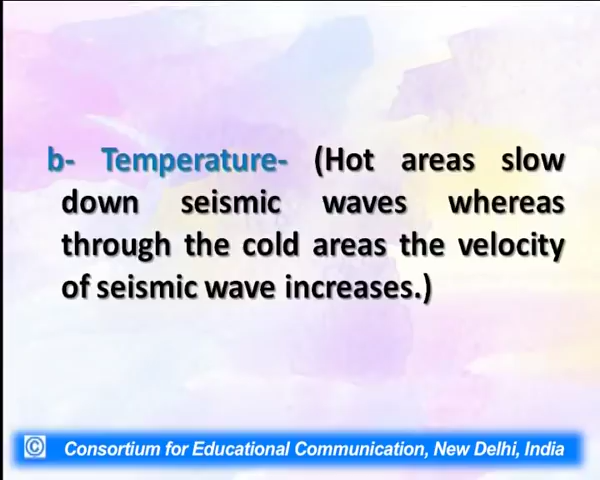 b- Temperature- (Hot areas slow
down seismic waves whereas
through the cold areas the velocity
of seismic wave increases.)
© Consortium for Educational Communication, New Delhi, India